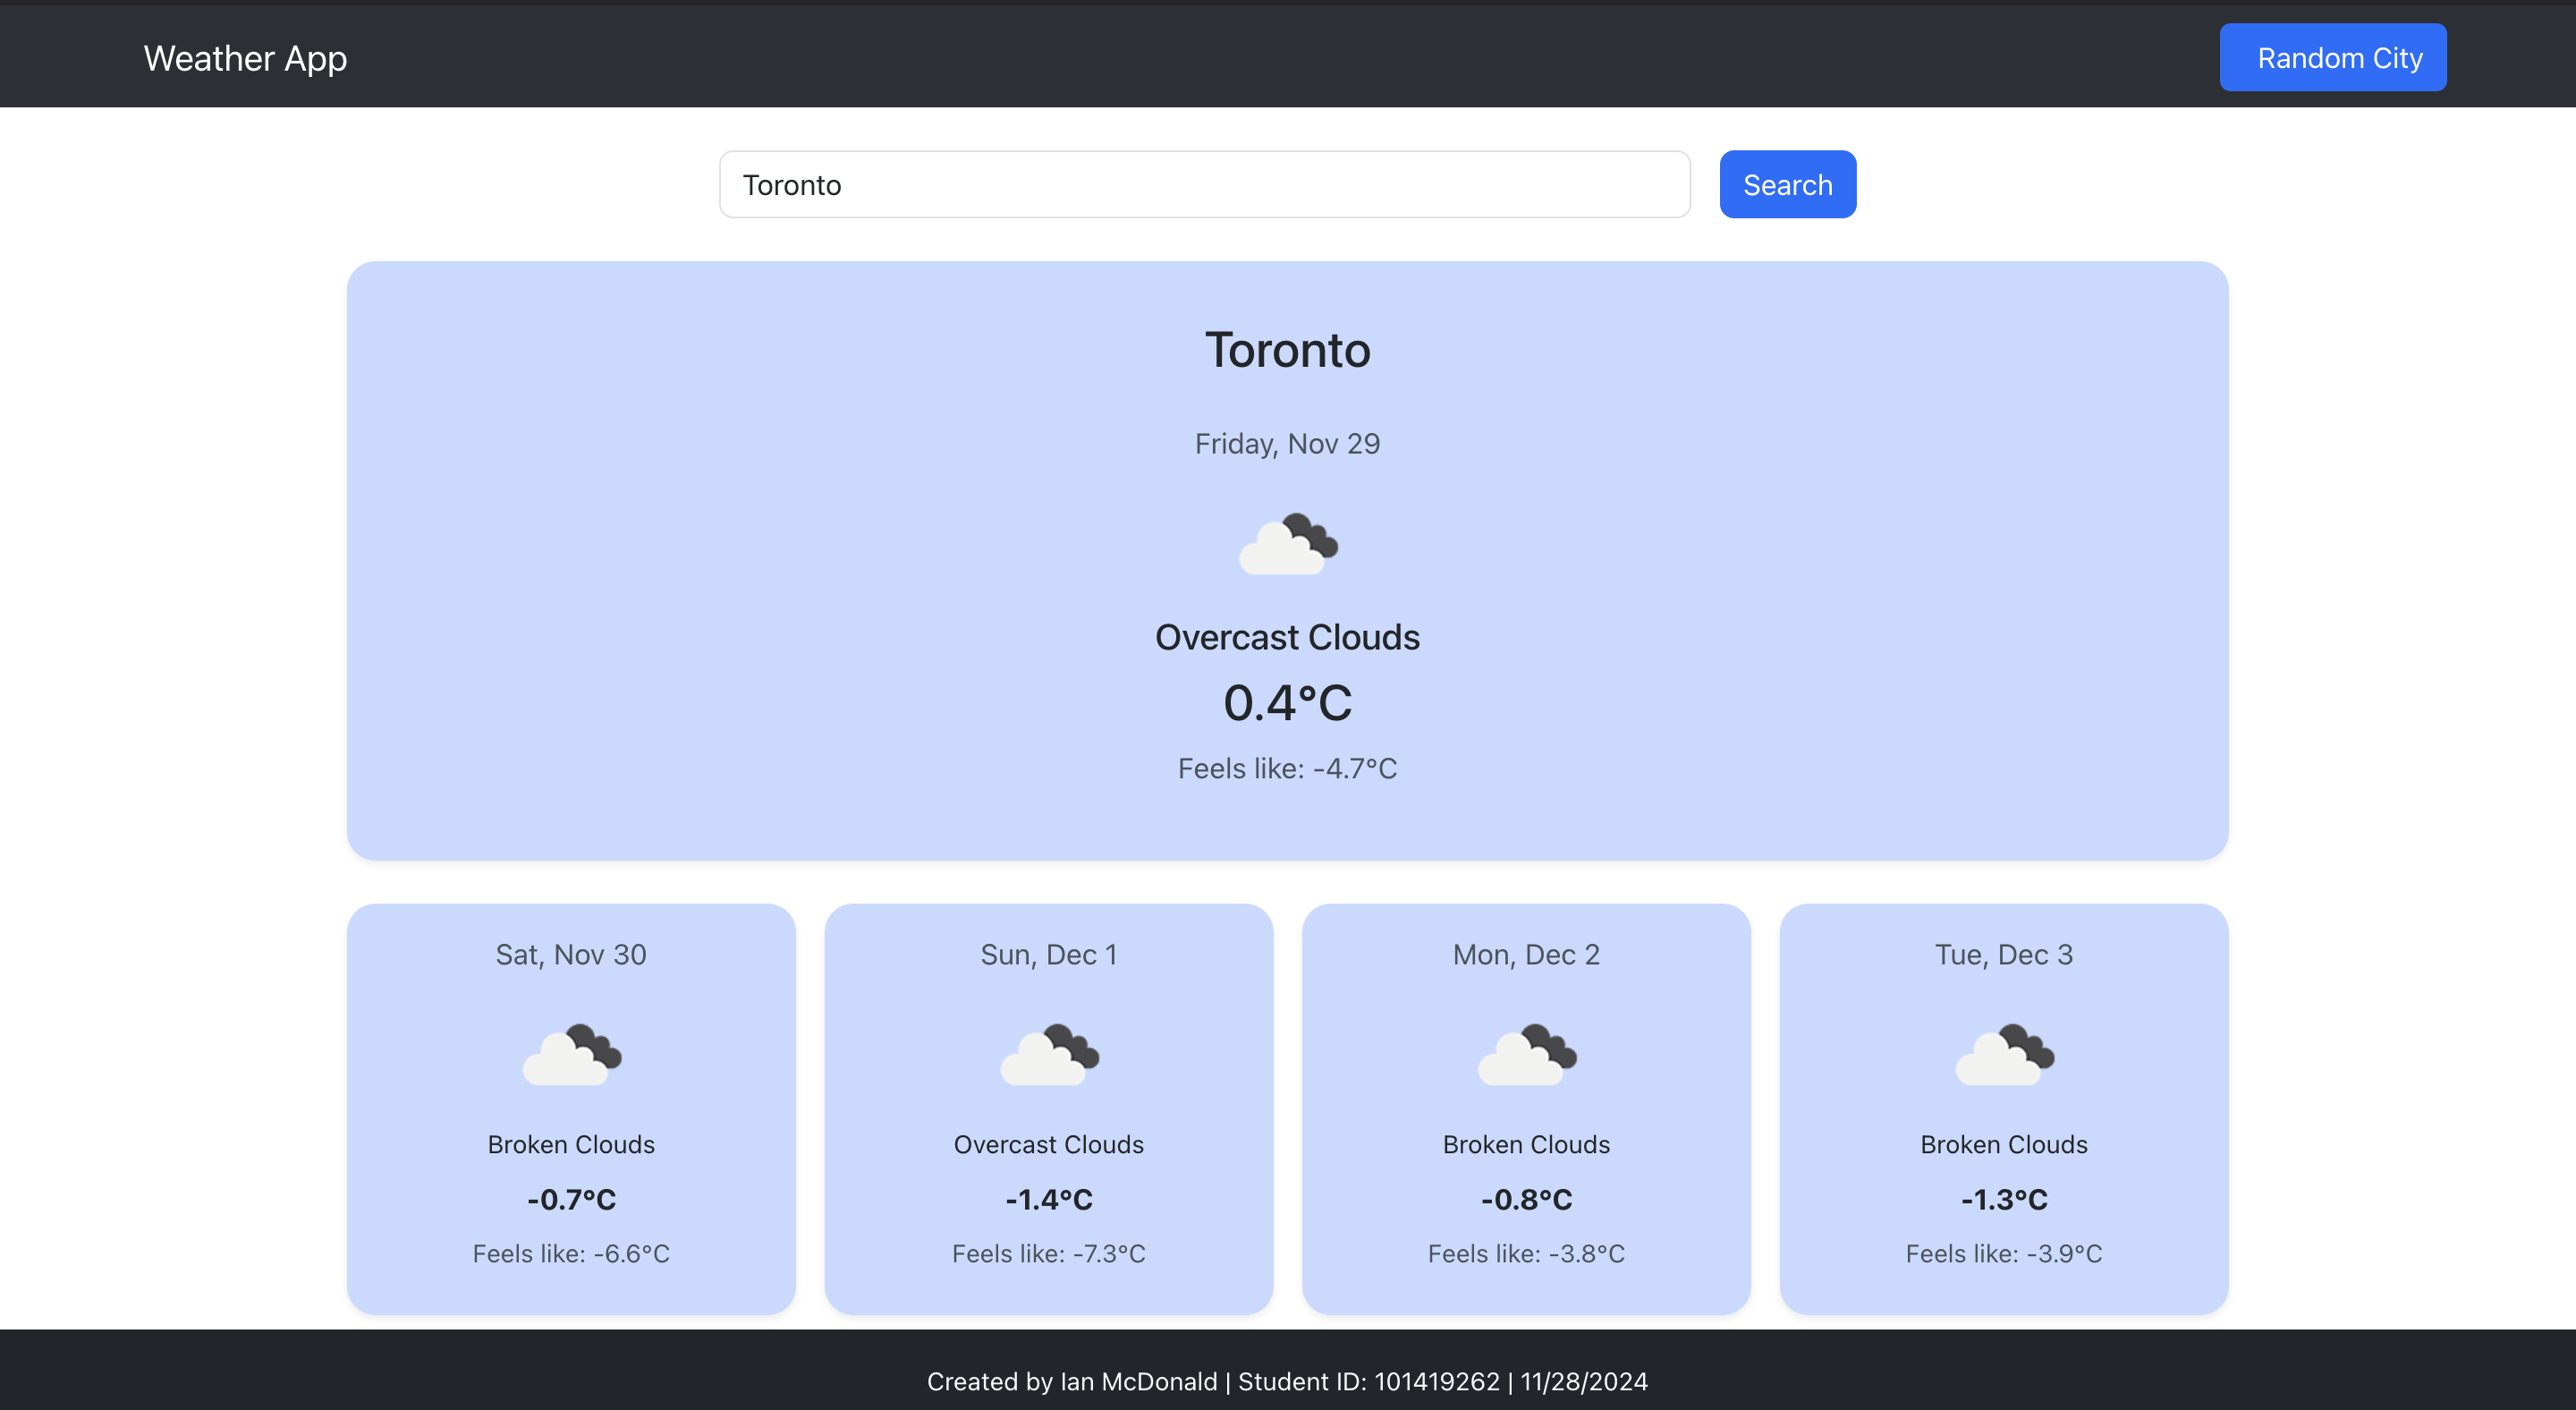 Weather App
Random City
Toronto
Search
Toronto
Friday, Nov 29
Overcast Clouds
0.4°C
Feels like: -4.7°C
Sat, Nov 30
Broken Clouds
-0.7°C
Feels like: -6.6°C
Sun, Dec 1
Overcast Clouds
-1.4°C
Feels like: -7.3°C
Mon, Dec 2
Broken Clouds
-0.8°C
Feels like: -3.8°C
Tue, Dec 3
Broken Clouds
-1.3°C
Feels like: -3.9°C
Created by Ian McDonald | Student ID: 101419262 | 11/28/2024